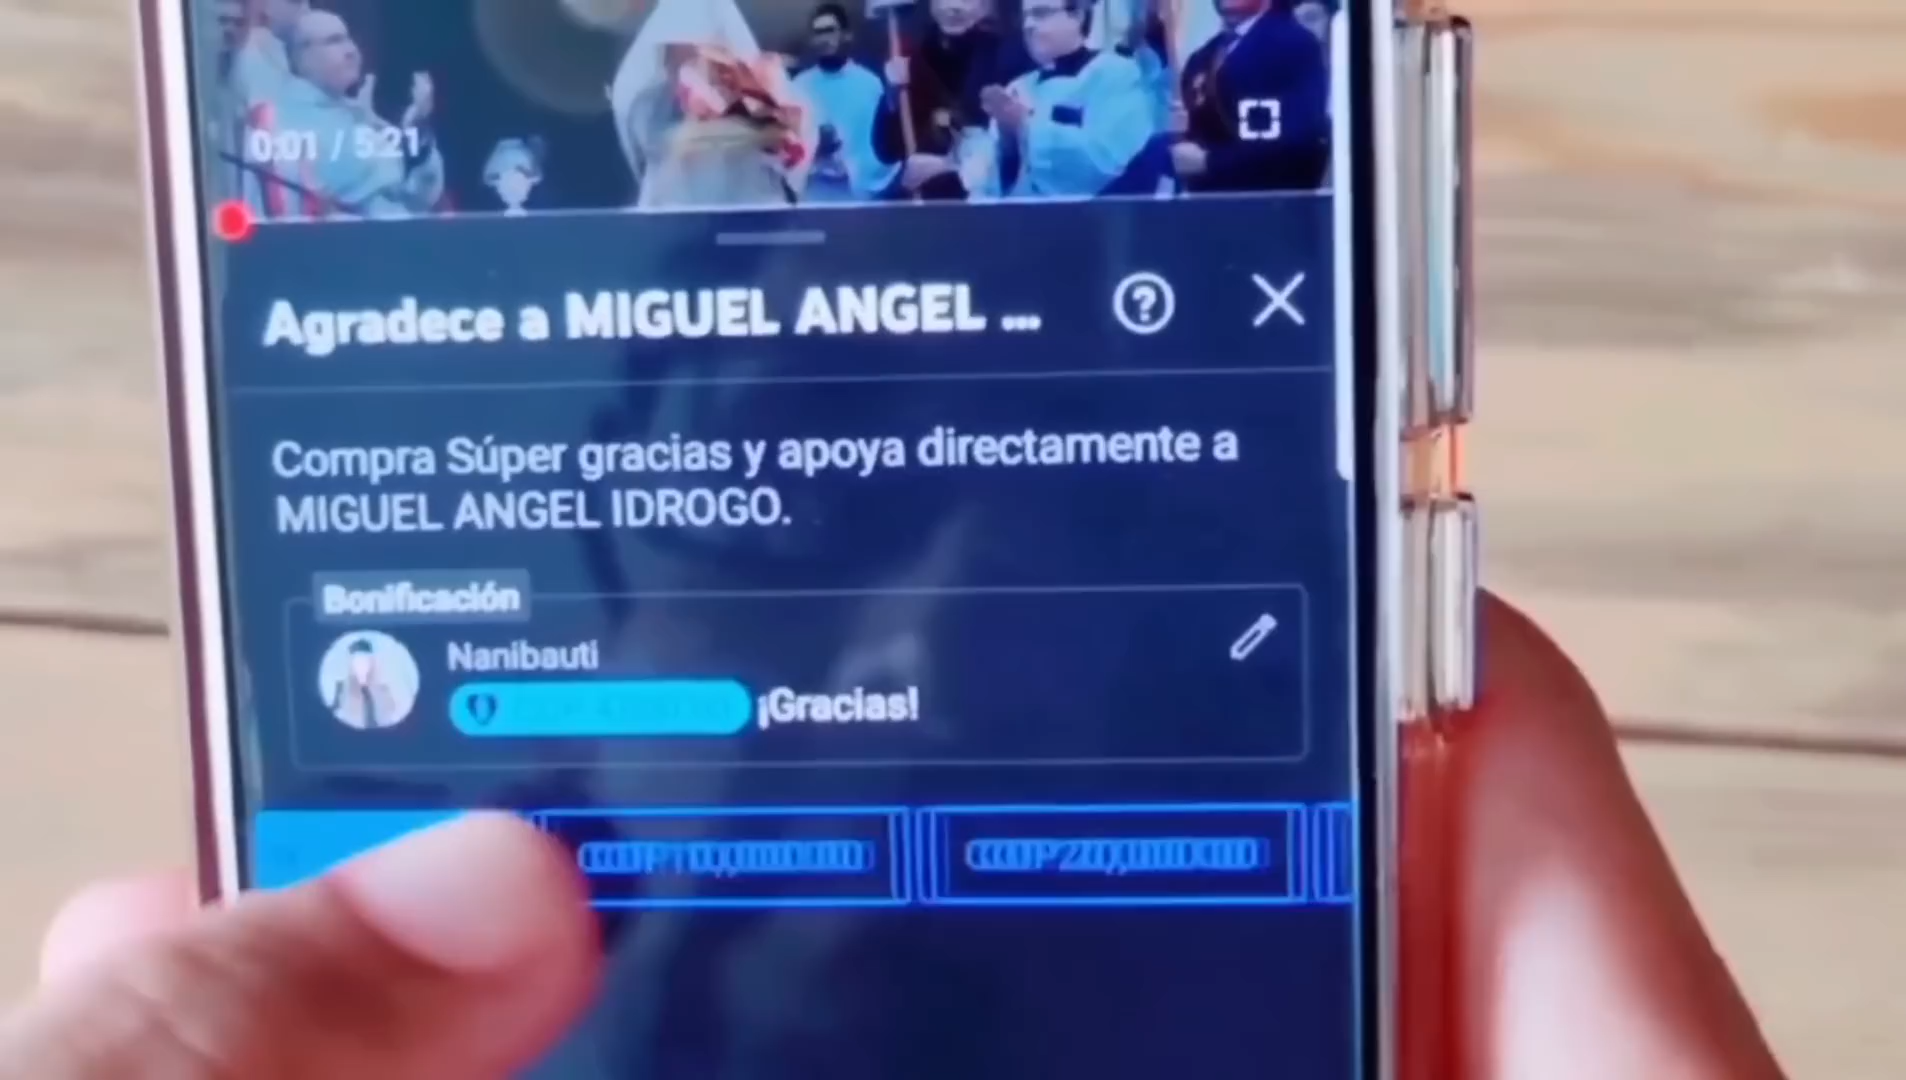 0:01 / 5:21
Agradece a MIGUEL ANGEL ...
Compra Súper gracias y apoya directamente a
MIGUEL ANGEL IDROGO.
Bonificación
Nanibauti
¡Gracias!